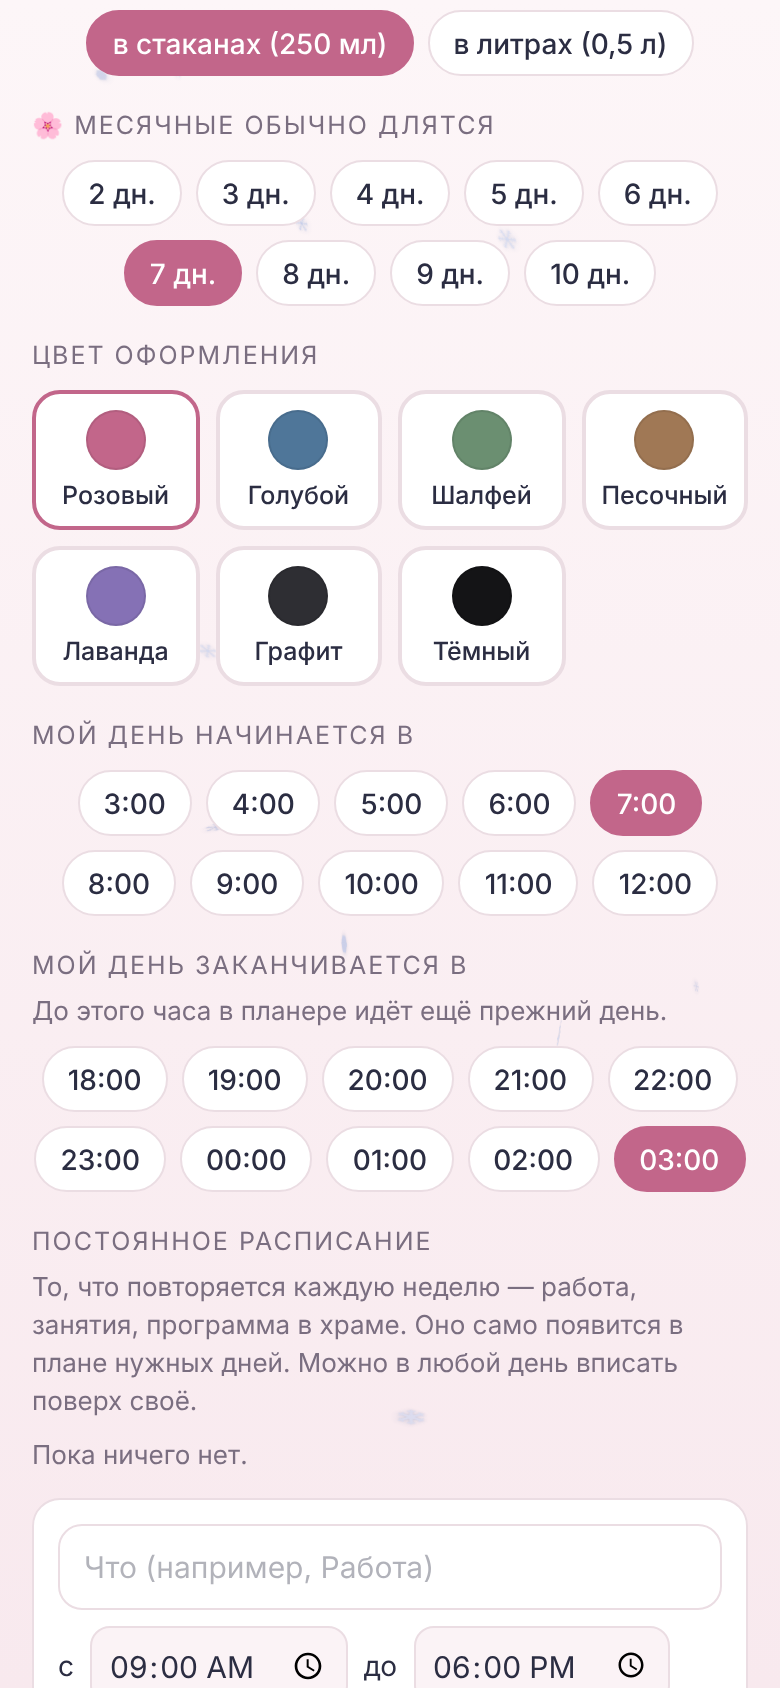 в стаканах (250 мл) в литрах (0,5 л)
🌸 МЕСЯЧНЫЕ ОБЫЧНО ДЛЯТСЯ
2 дн. 3 дн. 4 дн. 5 дн. 6 дн.
7 дн. 8 дн. 9 дн. 10 дн.
ЦВЕТ ОФОРМЛЕНИЯ
Розовый Голубой Шалфей Песочный
Лаванда Графит Тёмный
МОЙ ДЕНЬ НАЧИНАЕТСЯ В
3:00 4:00 5:00 6:00 7:00
8:00 9:00 10:00 11:00 12:00
МОЙ ДЕНЬ ЗАКАНЧИВАЕТСЯ В
До этого часа в планере идёт ещё прежний день.
18:00 19:00 20:00 21:00 22:00
23:00 00:00 01:00 02:00 03:00
ПОСТОЯННОЕ РАСПИСАНИЕ
То, что повторяется каждую неделю — работа,
занятия, программа в храме. Оно само появится в
плане нужных дней. Можно в любой день вписать
поверх своё.
Пока ничего нет.
Что (например, Работа)
с 09:00 AM до 06:00 PM